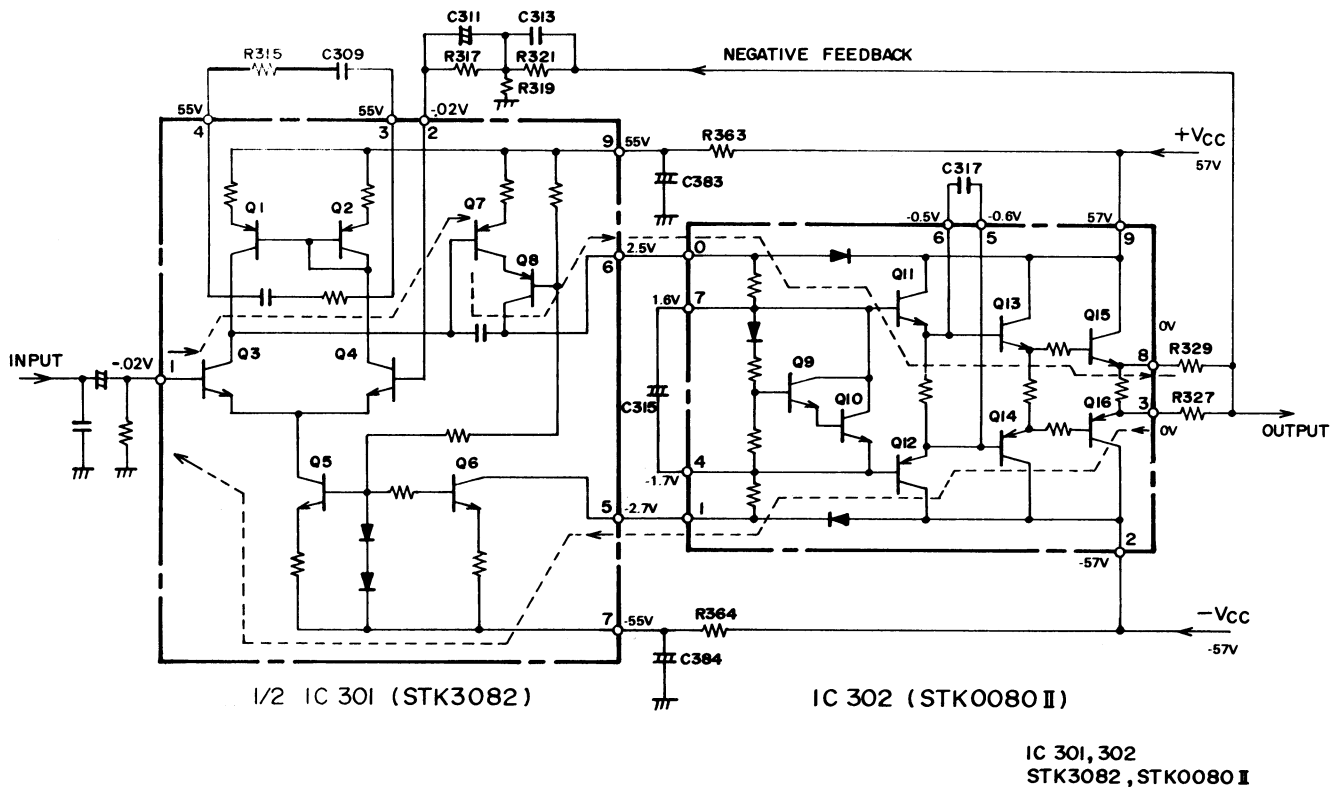 C311 C313
R315 C309 R317 R321
NEGATIVE FEEDBACK
R319
55V 55V -.02V
4 3 2
9 55V R363 +VCC
57V
C317
C383
Q1 Q2 Q7
-0.5V -0.6V 57V
6 5 9
2.5V 0
6
Q8 Q11
1.6V 7 Q13
Q15 0V
INPUT -.02V 1 Q3 Q4
8 R329
Q9
C315 Q10
3 R327
Q14 Q16
0V OUTPUT
Q12
Q5 Q6
4
-1.7V
5 -2.7V 1
2
-57V
7 -55V R364 -VCC
-57V
C384
1/2 IC 301 (STK3082) IC 302 (STK0080 II)
IC 301, 302
STK3082, STK0080 II